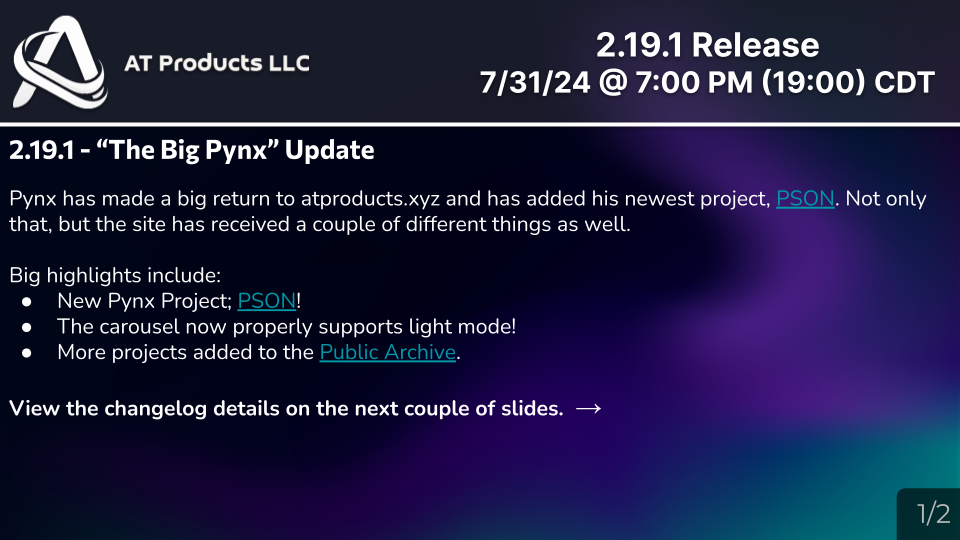 AT Products LLC
2.19.1 Release
7/31/24 @ 7:00 PM (19:00) CDT
2.19.1 - “The Big Pynx” Update
Pynx has made a big return to atproducts.xyz and has added his newest project, PSON. Not only
that, but the site has received a couple of different things as well.
Big highlights include:
● New Pynx Project; PSON!
● The carousel now properly supports light mode!
● More projects added to the Public Archive.
View the changelog details on the next couple of slides. →
1/2